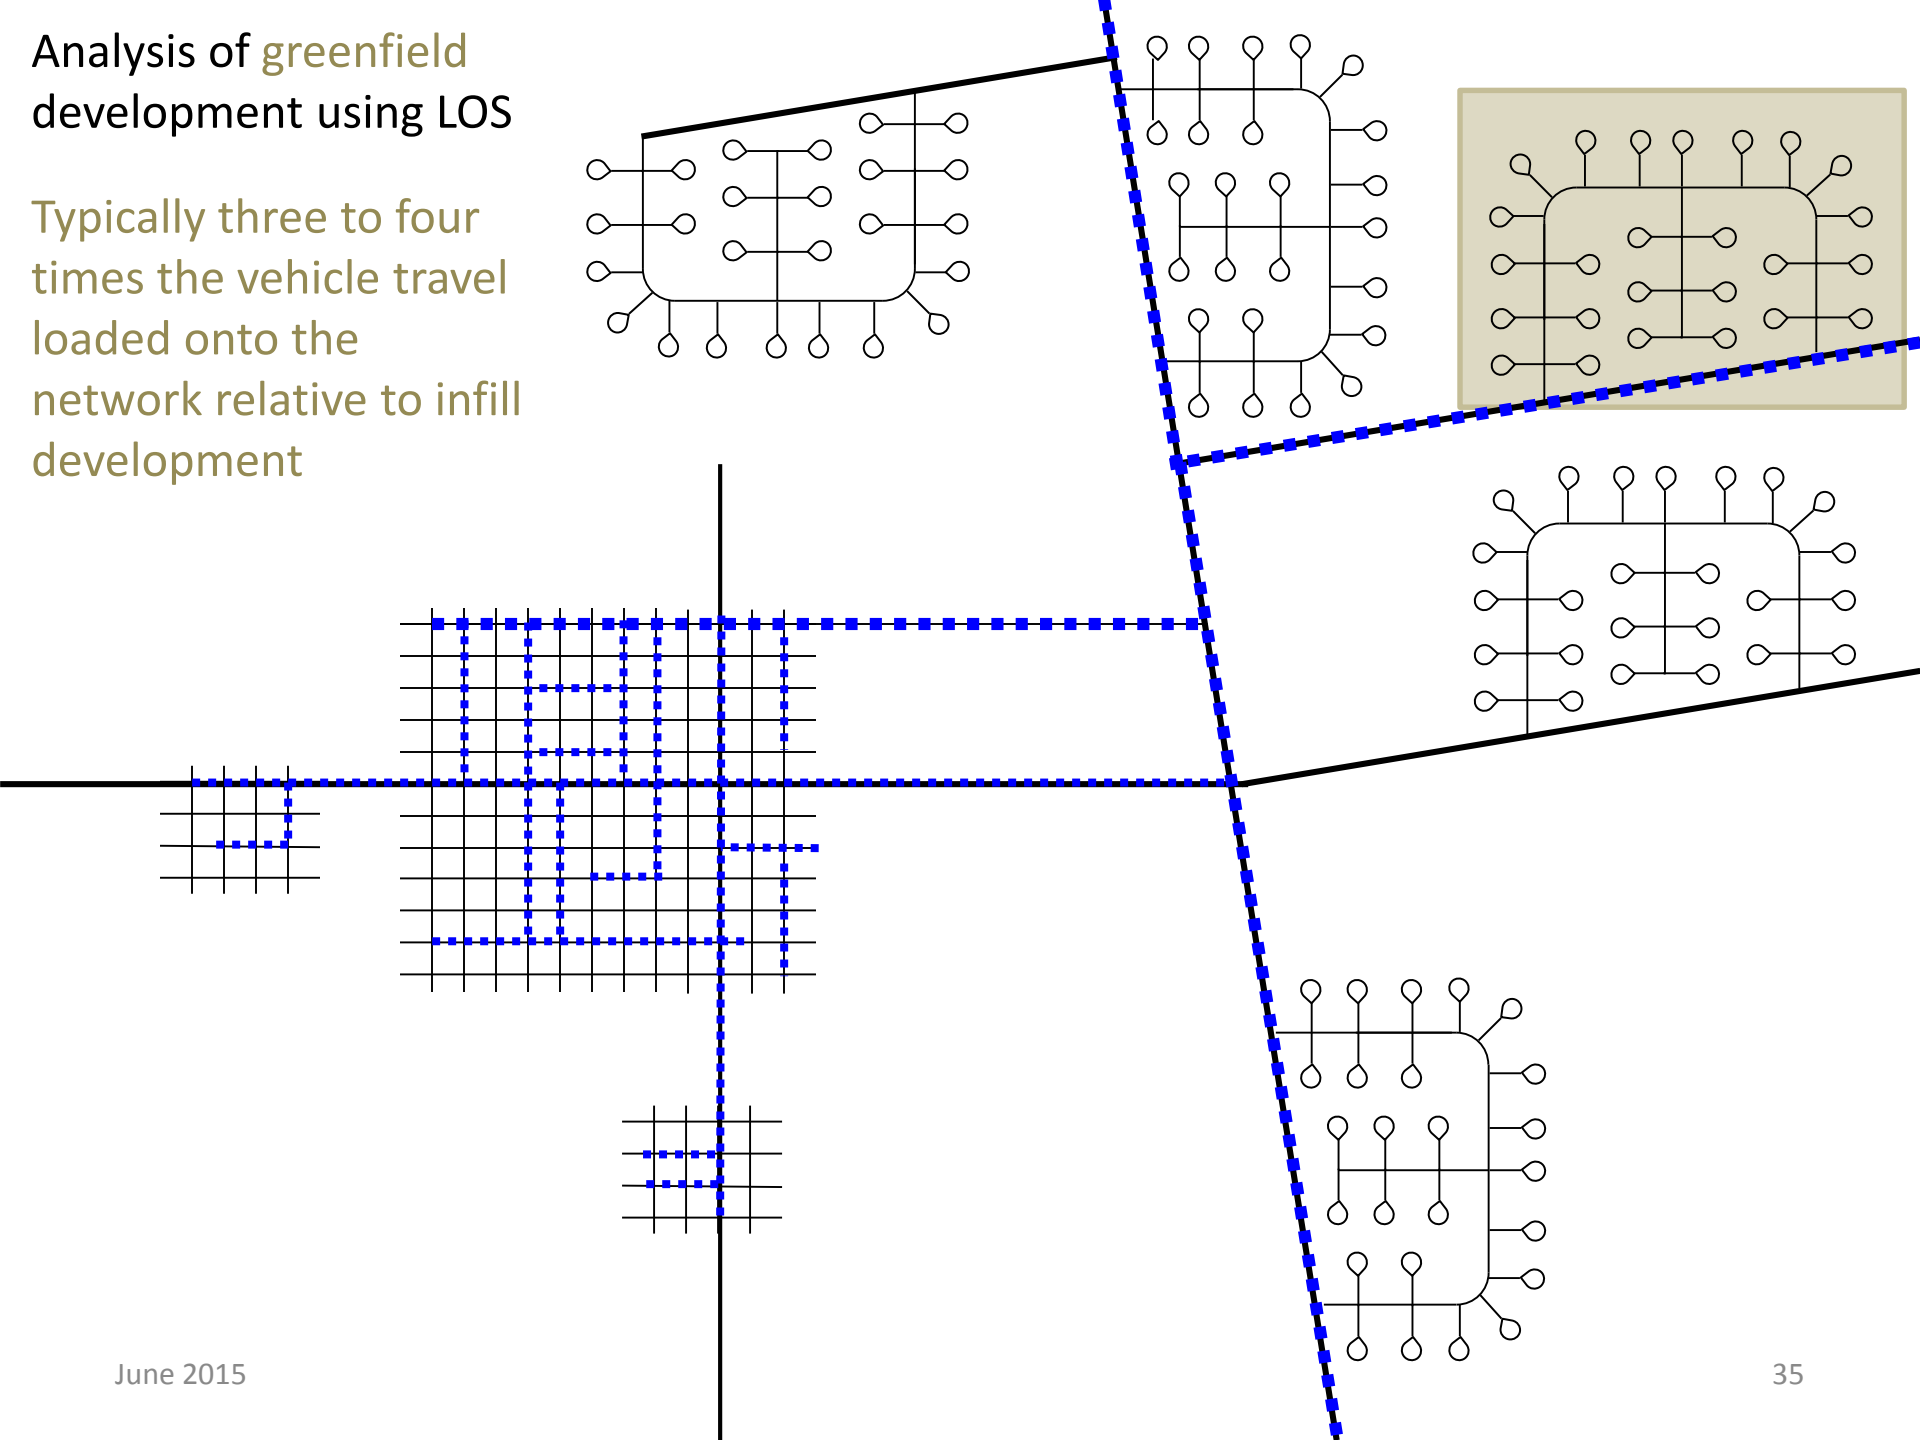 Analysis of greenfield
development using LOS
Typically three to four
times the vehicle travel
loaded onto the
network relative to infill
development
June 2015
35